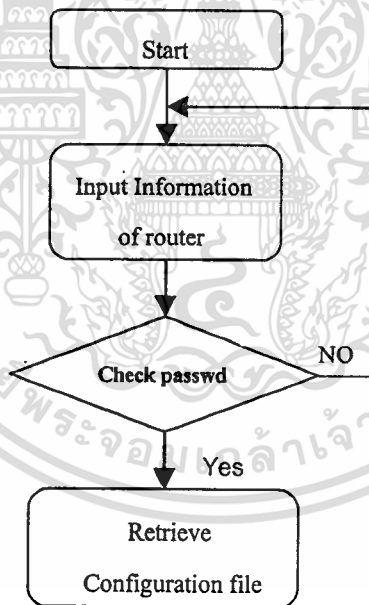 Start
Input Information
of router
Check passwd
NO
Yes
Retrieve
Configuration file